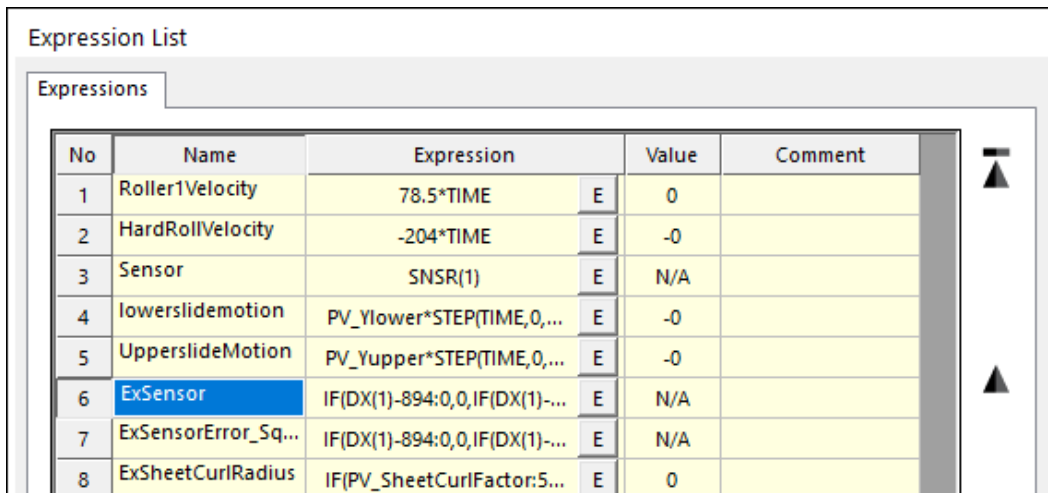 Expression List
Expressions
No Name Expression Value Comment
1 Roller1Velocity 78.5*TIME E 0
2 HardRollVelocity -204*TIME E -0
3 Sensor SNSR(1) E N/A
4 lowerslidemotion PV_Ylower*STEP(TIME,0,... E -0
5 UpperslideMotion PV_Yupper*STEP(TIME,0,... E -0
6 ExSensor IF(DX(1)-894:0,0,IF(DX(1)-... E N/A
7 ExSensorError_Sq... IF(DX(1)-894:0,0,IF(DX(1)-... E N/A
8 ExSheetCurlRadius IF(PV_SheetCurlFactor:5... E 0